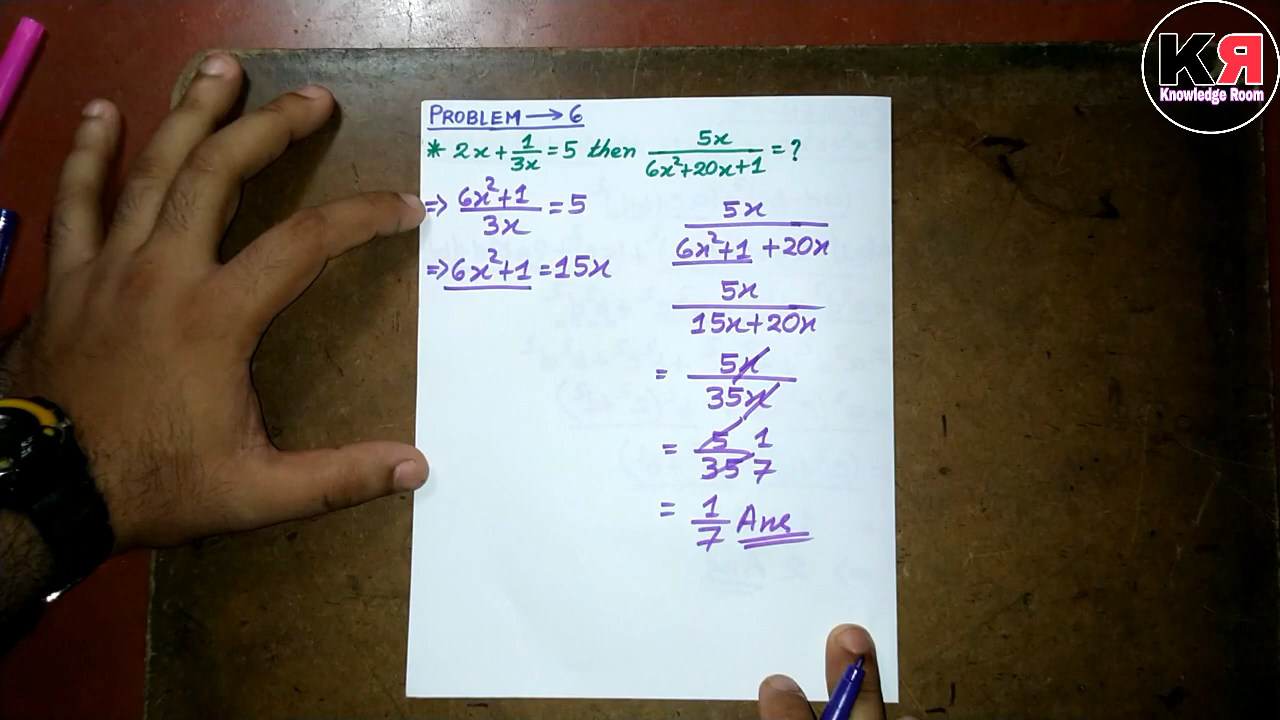 KЯ
Knowledge Room
PROBLEM → 6
* 2x + 1/3x = 5 then 5x/(6x²+20x+1) = ?
⇒ (6x²+1)/3x = 5
⇒ 6x²+1 = 15x
5x/(6x²+1 +20x)
5x/(15x+20x)
= 5x/35x
= 5/35 1/7
= 1/7 Ans